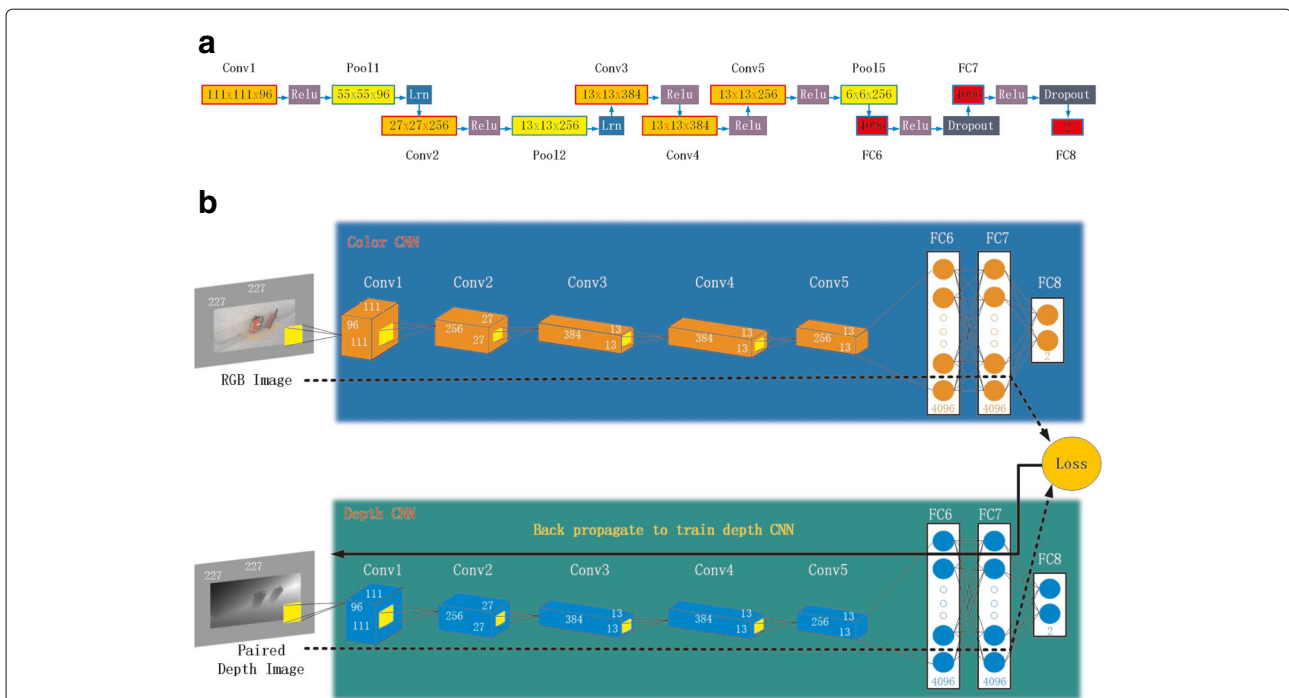 a
Conv1 Pool1 Conv3 Conv5 Pool5 FC7
111x111x96 Relu 55x55x96 Lrn 13x13x384 Relu 13x13x256 Relu 6x6x256 4096 Relu Dropout
27x27x256 Relu 13x13x256 Lrn 13x13x384 Relu 4096 Relu Dropout 2
Conv2 Pool2 Conv4 FC6 FC8
b
Color CNN
FC6 FC7
FC8
Conv1 Conv2 Conv3 Conv4 Conv5
227
227
111
96
111
256
27
27
384
13
13
384
13
13
256
13
13
2
4096 4096
RGB Image
Loss
Depth CNN
FC6 FC7
FC8
Back propagate to train depth CNN
Conv1 Conv2 Conv3 Conv4 Conv5
227
227
111
96
111
256
27
27
384
13
13
384
13
13
256
13
13
2
4096 4096
Paired
Depth Image